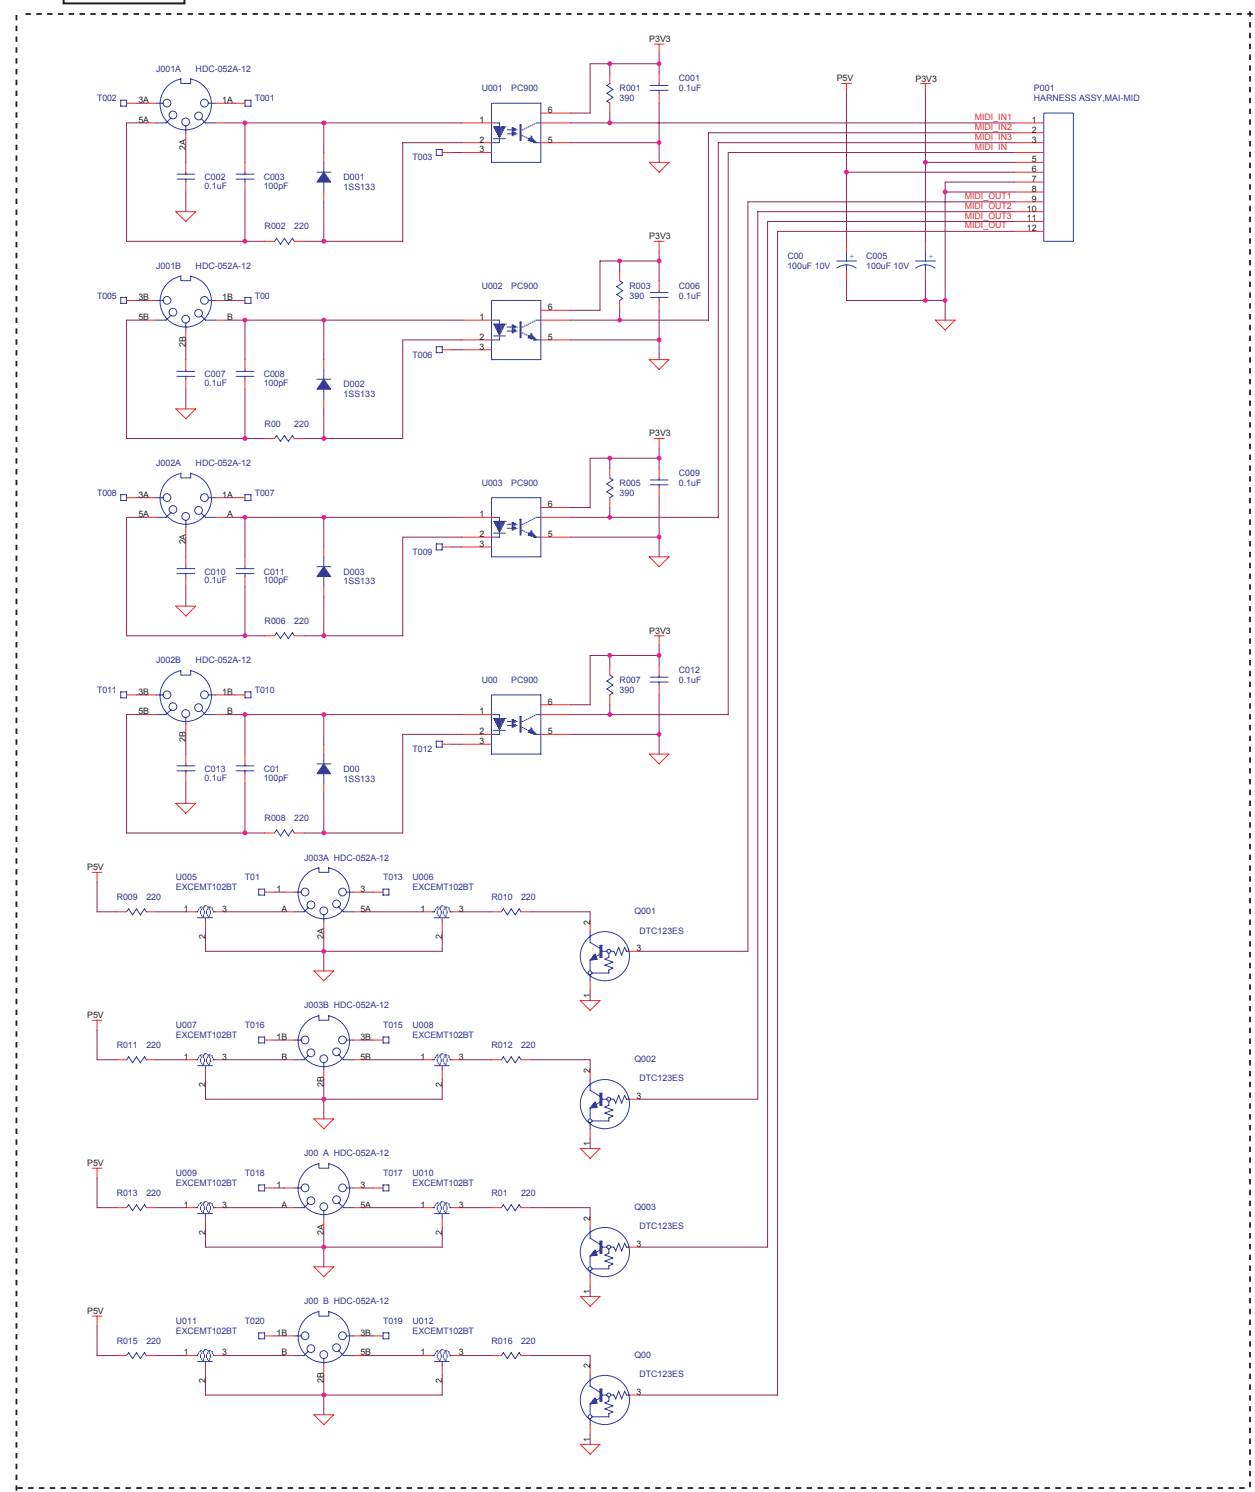 P3V3
J001A HDC-052A-12
T002 3A 1A T001
5A
2A
C002
0.1uF
C003
100pF
D001
1SS133
R002 220
U001 PC900
1
2
3
6
5
T003
R001
390
C001
0.1uF
P5V
P3V3
P001
HARNESS ASSY,MAI-MID
MIDI_IN1 1
MIDI_IN2 2
MIDI_IN3 3
MIDI_IN
5
6
7
8
MIDI_OUT1 9
MIDI_OUT2 10
MIDI_OUT3 11
MIDI_OUT 12
C00
100uF 10V
+
C005
100uF 10V
+
P3V3
J001B HDC-052A-12
T005 3B 1B T00
5B B
2B
C007
0.1uF
C008
100pF
D002
1SS133
R00 220
U002 PC900
1
2
3
6
5
T006
R003
390
C006
0.1uF
P3V3
J002A HDC-052A-12
T008 3A 1A T007
5A A
2A
C010
0.1uF
C011
100pF
D003
1SS133
R006 220
U003 PC900
1
2
3
6
5
T009
R005
390
C009
0.1uF
P3V3
J002B HDC-052A-12
T011 3B 1B T010
5B B
2B
C013
0.1uF
C01
100pF
D00
1SS133
R008 220
U00 PC900
1
2
3
6
5
T012
R007
390
C012
0.1uF
P5V
R009 220
U005
EXCEMT102BT
1 3
2
T01 1
J003A HDC-052A-12
3 T013
A 5A
2A
U006
EXCEMT102BT
1 3
2
R010 220
Q001
DTC123ES
2
3
1
P5V
R011 220
U007
EXCEMT102BT
1 3
2
T016 1B
J003B HDC-052A-12
3B T015
B 5B
2B
U008
EXCEMT102BT
1 3
2
R012 220
Q002
DTC123ES
2
3
1
P5V
R013 220
U009
EXCEMT102BT
1 3
2
T018 1
J00 A HDC-052A-12
3 T017
A 5A
2A
U010
EXCEMT102BT
1 3
2
R01 220
Q003
DTC123ES
2
3
1
P5V
R015 220
U011
EXCEMT102BT
1 3
2
T020 1B
J00 B HDC-052A-12
3B T019
B 5B
2B
U012
EXCEMT102BT
1 3
2
R016 220
Q00
DTC123ES
2
3
1